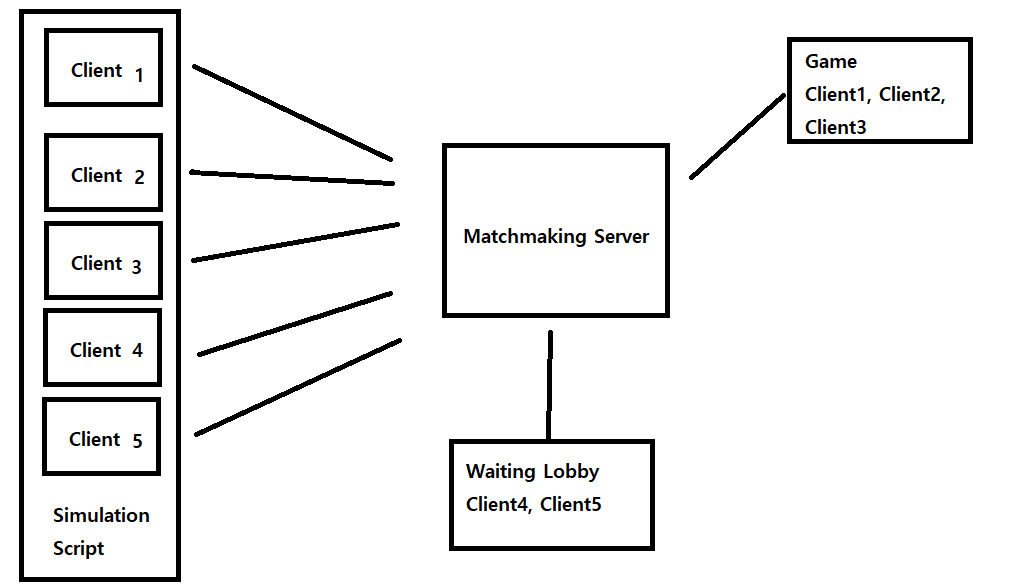 Client 1
Client 2
Client 3
Client 4
Client 5
Simulation
Script
Matchmaking Server
Game
Client1, Client2,
Client3
Waiting Lobby
Client4, Client5